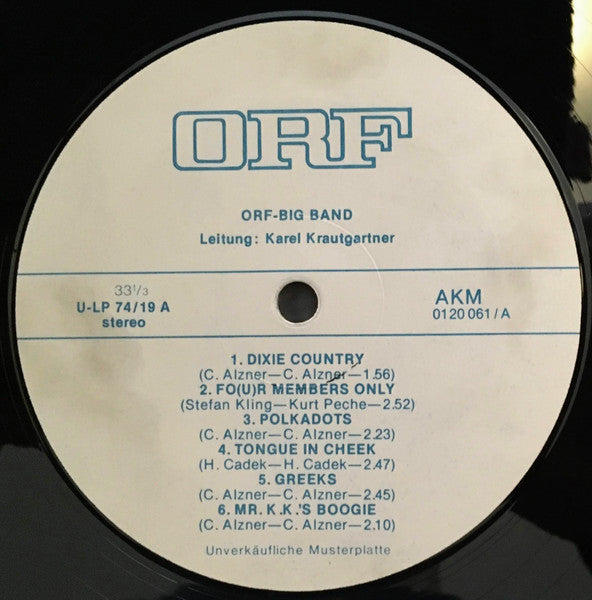 ORF
ORF-BIG BAND
Leitung: Karel Krautgartner
33 1/3
U-LP 74/19 A
stereo
AKM
0120 061/A
1. DIXIE COUNTRY
(C. Alzner—C. Alzner—1.56)
2. FO(U)R MEMBERS ONLY
(Stefan Kling—Kurt Peche—2.52)
3. POLKADOTS
(C. Alzner—C. Alzner—2.23)
4. TONGUE IN CHEEK
(H. Cadek—H. Cadek—2.47)
5. GREEKS
(C. Alzner—C. Alzner—2.45)
6. MR. K.K.'S BOOGIE
(C. Alzner—C. Alzner—2.10)
Unverkäufliche Musterplatte